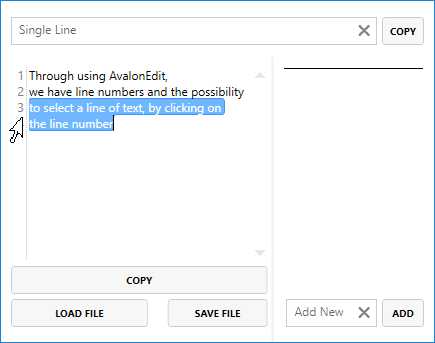 Single Line
COPY
1 Through using AvalonEdit,
2 we have line numbers and the possibility
3 to select a line of text, by clicking on
the line number
COPY
LOAD FILE
SAVE FILE
Add New
ADD